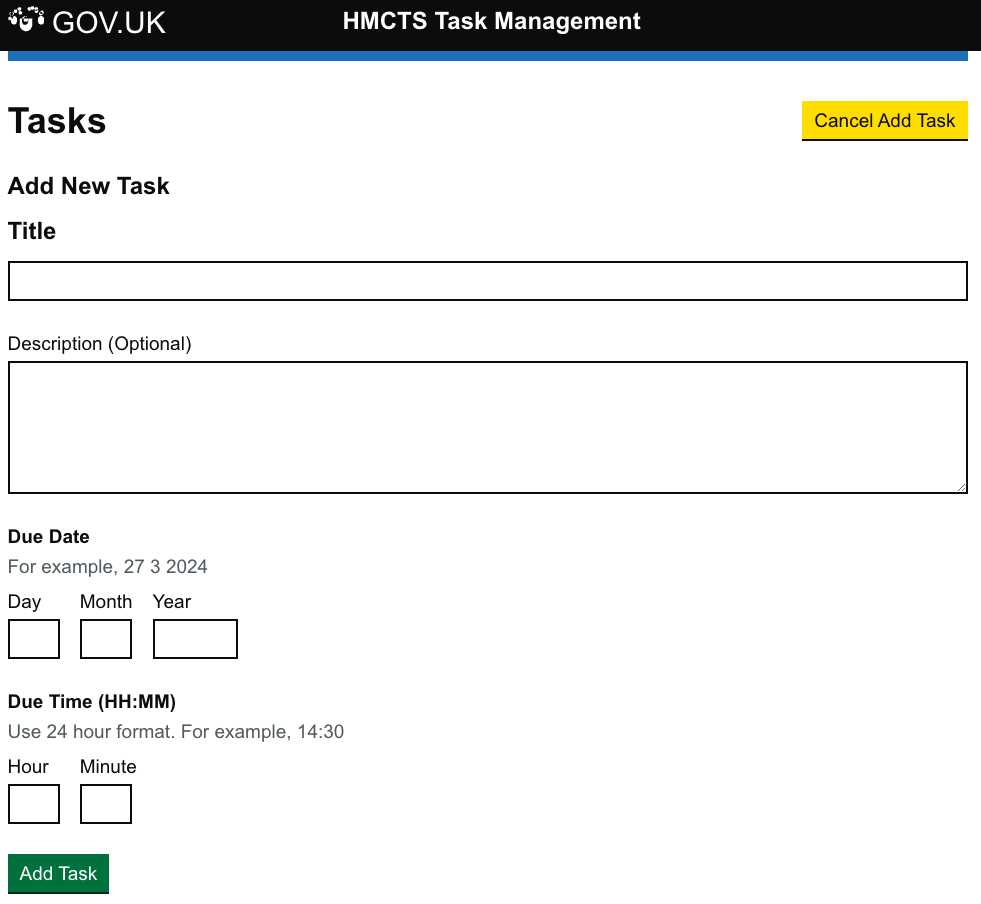 GOV.UK HMCTS Task Management
Tasks Cancel Add Task
Add New Task
Title
Description (Optional)
Due Date
For example, 27 3 2024
Day Month Year
Due Time (HH:MM)
Use 24 hour format. For example, 14:30
Hour Minute
Add Task